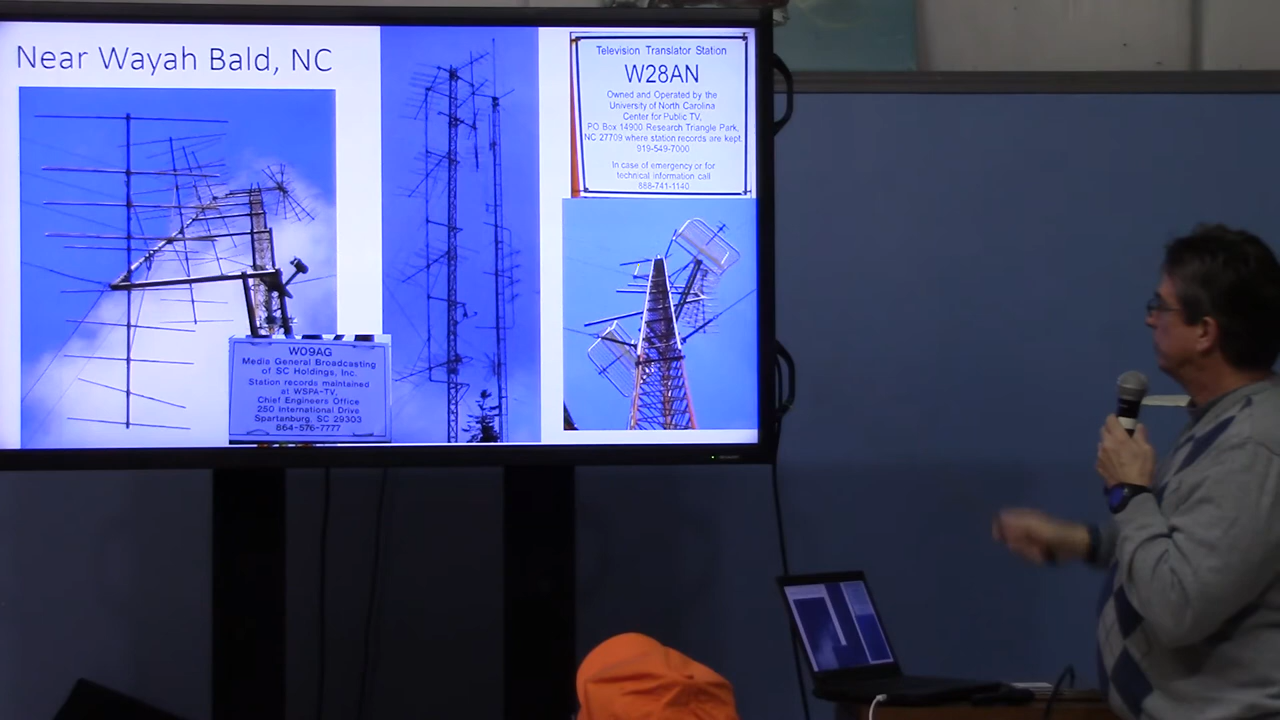 Near Wayah Bald, NC
Television Translator Station
W28AN
Owned and Operated by the
University of North Carolina
Center for Public TV,
PO Box 14900 Research Triangle Park,
NC 27709 where station records are kept.
919-549-7000
In case of emergency or for
technical information call
888-741-1140
W09AG
Media General Broadcasting
of SC Holdings, Inc.
Station records maintained
at WSPA-TV,
Chief Engineers Office
250 International Drive
Spartanburg, SC 29303
864-576-7777